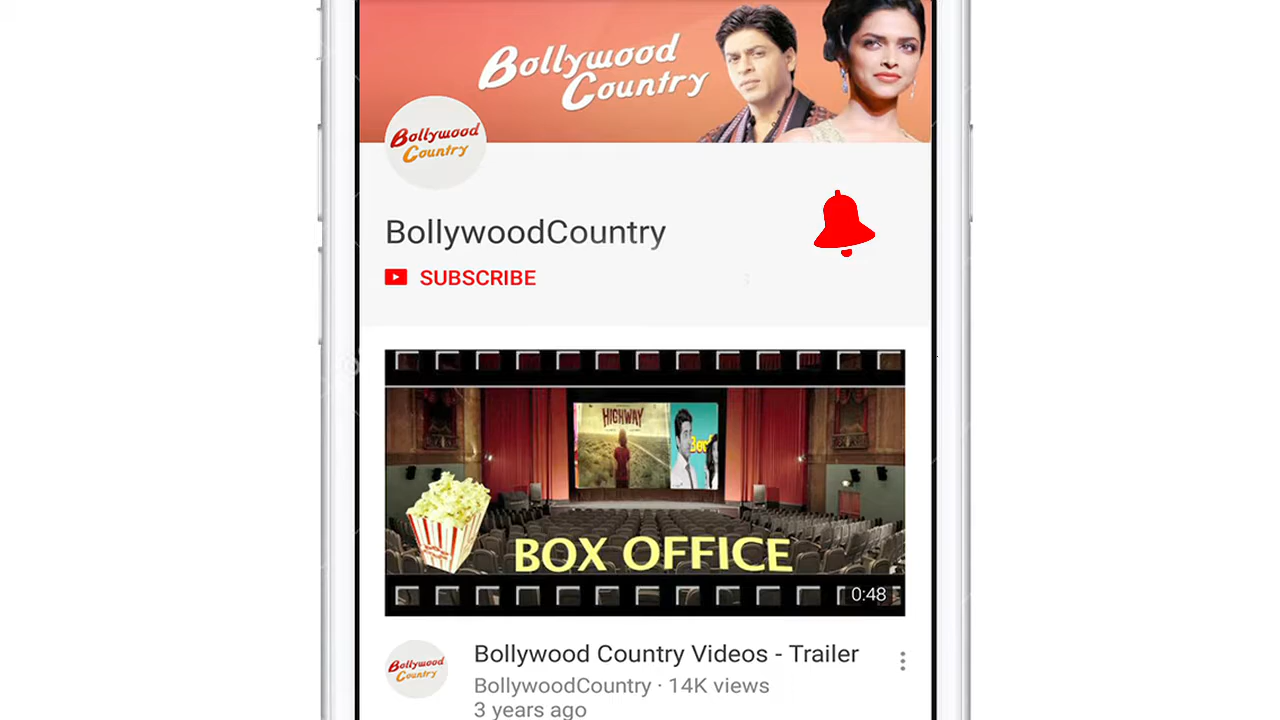 Bollywood
Country
Bollywood
Country
BollywoodCountry
SUBSCRIBE
HIGHWAY
BOX OFFICE
0:48
Bollywood Country Videos - Trailer
Bollywood
Country
BollywoodCountry · 14K views
3 years ago